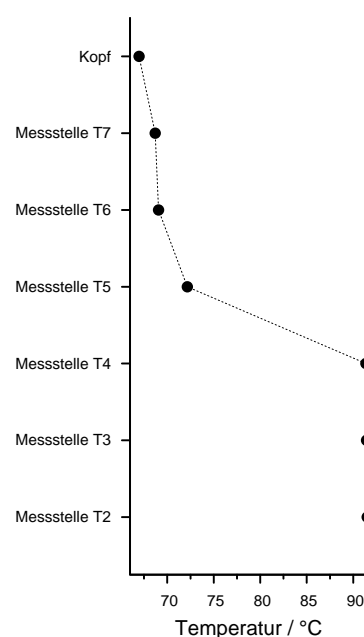 Kopf
Messstelle T7
Messstelle T6
Messstelle T5
Messstelle T4
Messstelle T3
Messstelle T2
70 75 80 85 90
Temperatur / °C